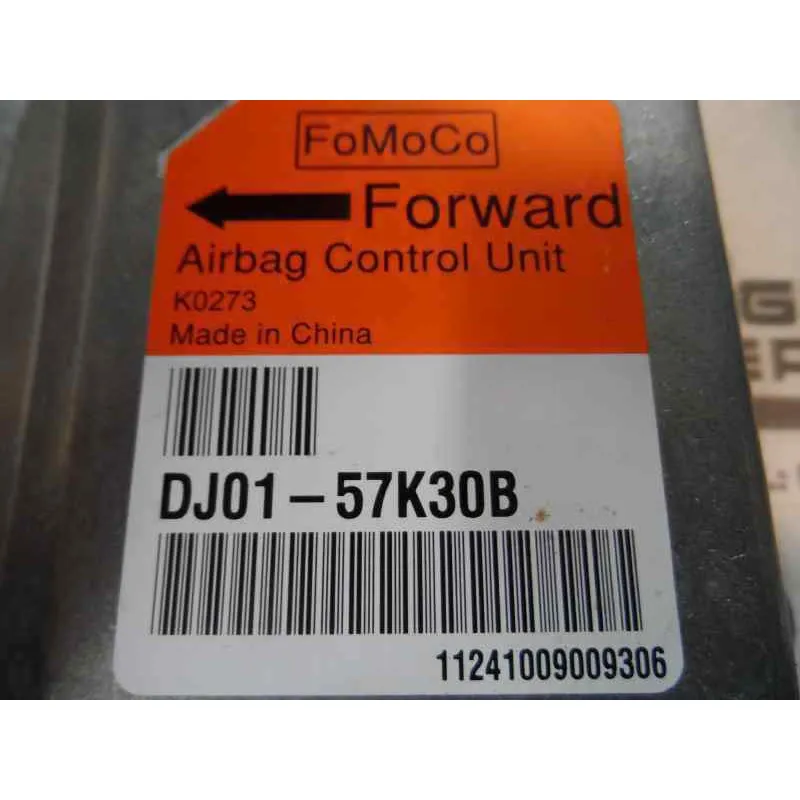 FoMoCo
Forward
Airbag Control Unit
K0273
Made in China
DJ01-57K30B
11241009009306